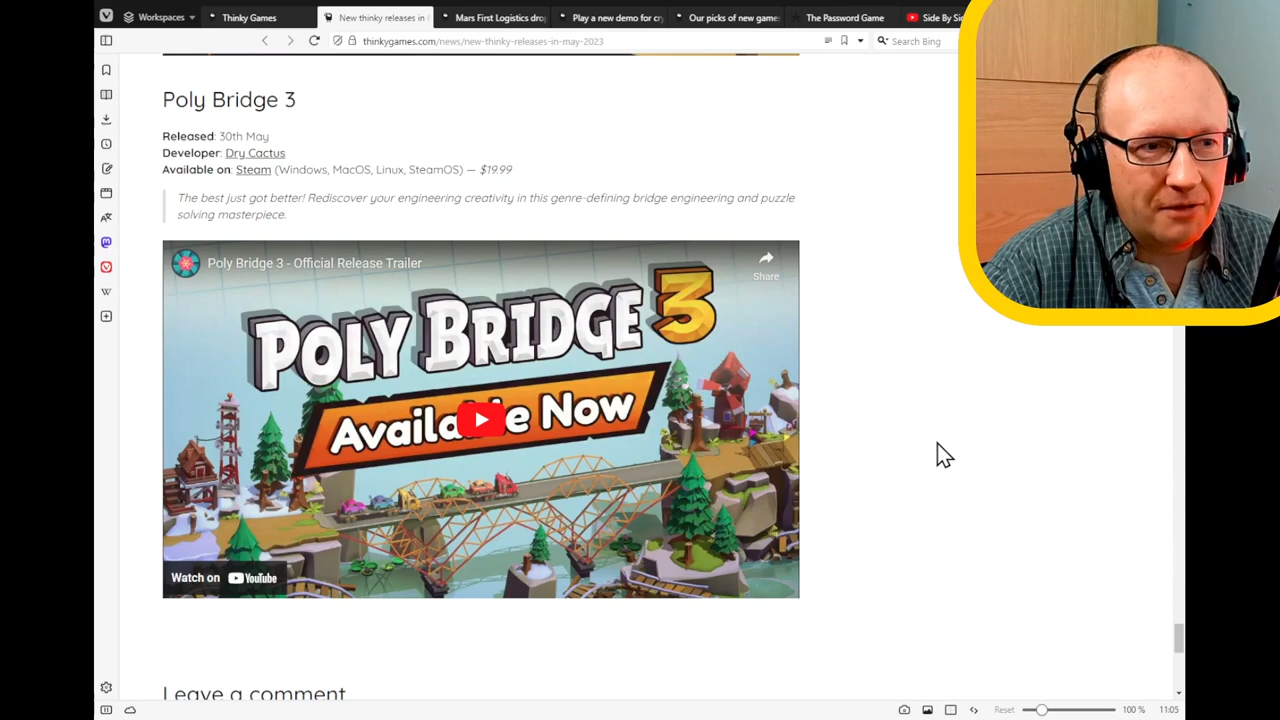 Workspaces
Thinky Games
New thinky releases in
Mars First Logistics dro
Play a new demo for cr
Our picks of new game
The Password Game
Side By Si
thinkygames.com/news/new-thinky-releases-in-may-2023
Search Bing
Poly Bridge 3
Released: 30th May
Developer: Dry Cactus
Available on: Steam (Windows, MacOS, Linux, SteamOS) — $19.99
The best just got better! Rediscover your engineering creativity in this genre-defining bridge engineering and puzzle
solving masterpiece.
Poly Bridge 3 - Official Release Trailer
Share
POLY BRIDGE 3
Available Now
Watch on YouTube
Leave a comment
Reset
100 %
11:05